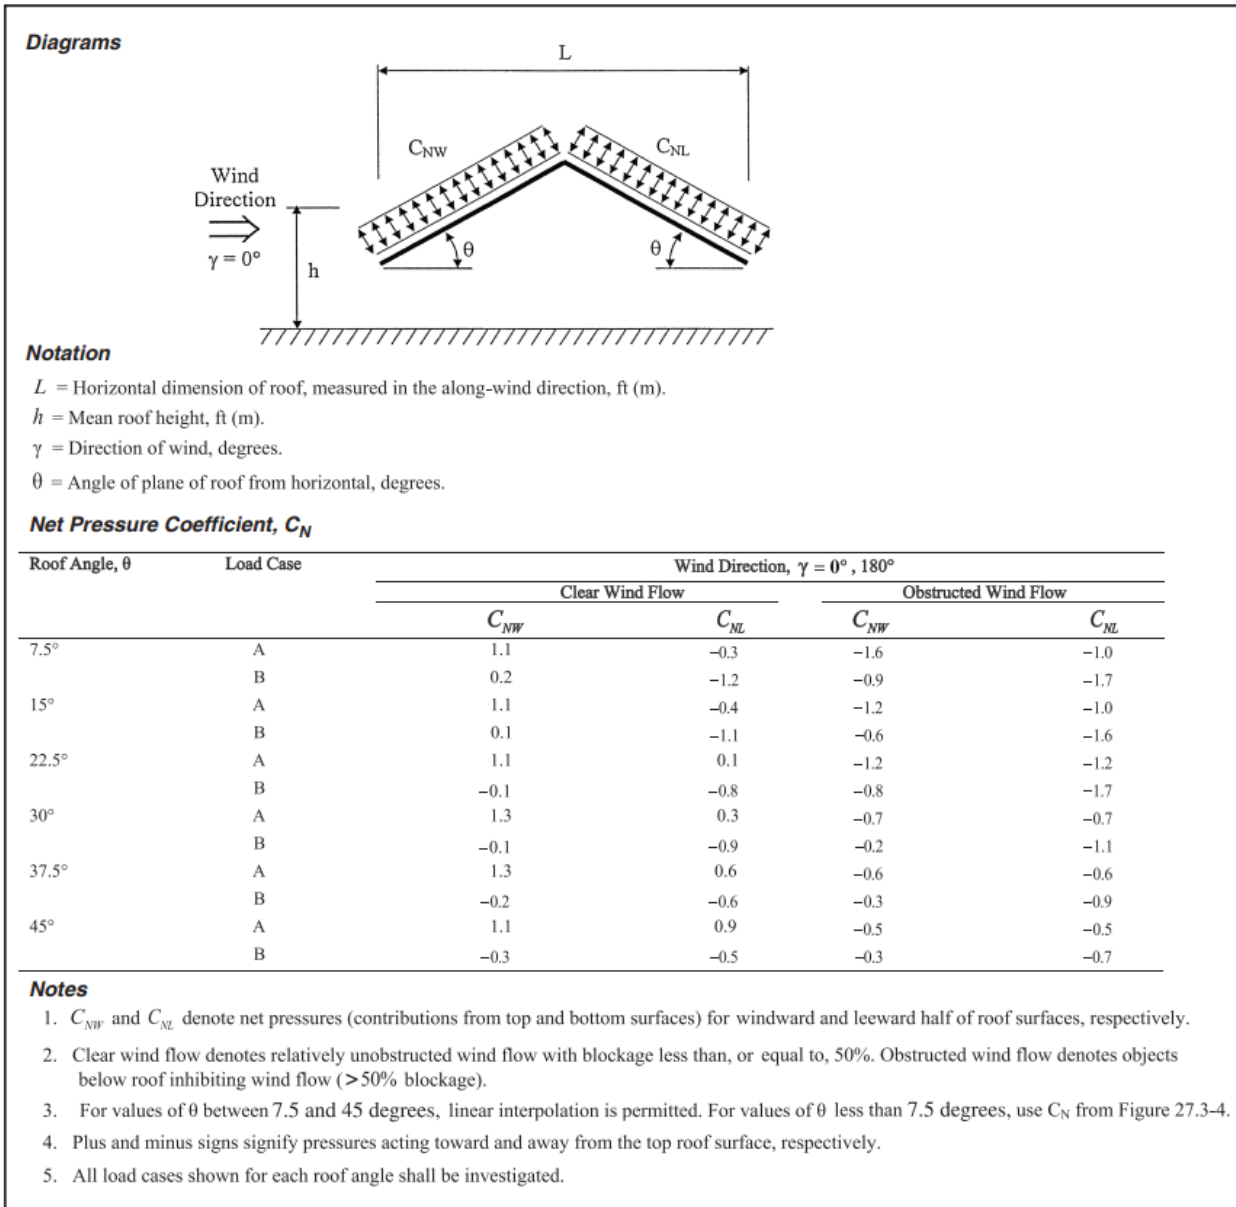 Diagrams
L
C_NW
C_NL
Wind
Direction
γ = 0°
h
θ
θ
Notation
L = Horizontal dimension of roof, measured in the along-wind direction, ft (m).
h = Mean roof height, ft (m).
γ = Direction of wind, degrees.
θ = Angle of plane of roof from horizontal, degrees.
Net Pressure Coefficient, C_N
Roof Angle, θ Load Case Wind Direction, γ = 0° , 180°
Clear Wind Flow Obstructed Wind Flow
C_NW C_NL C_NW C_NL
7.5° A 1.1 −0.3 −1.6 −1.0
B 0.2 −1.2 −0.9 −1.7
15° A 1.1 −0.4 −1.2 −1.0
B 0.1 −1.1 −0.6 −1.6
22.5° A 1.1 0.1 −1.2 −1.2
B −0.1 −0.8 −0.8 −1.7
30° A 1.3 0.3 −0.7 −0.7
B −0.1 −0.9 −0.2 −1.1
37.5° A 1.3 0.6 −0.6 −0.6
B −0.2 −0.6 −0.3 −0.9
45° A 1.1 0.9 −0.5 −0.5
B −0.3 −0.5 −0.3 −0.7
Notes
1. C_NW and C_NL denote net pressures (contributions from top and bottom surfaces) for windward and leeward half of roof surfaces, respectively.
2. Clear wind flow denotes relatively unobstructed wind flow with blockage less than, or equal to, 50%. Obstructed wind flow denotes objects
below roof inhibiting wind flow (>50% blockage).
3. For values of θ between 7.5 and 45 degrees, linear interpolation is permitted. For values of θ less than 7.5 degrees, use C_N from Figure 27.3-4.
4. Plus and minus signs signify pressures acting toward and away from the top roof surface, respectively.
5. All load cases shown for each roof angle shall be investigated.